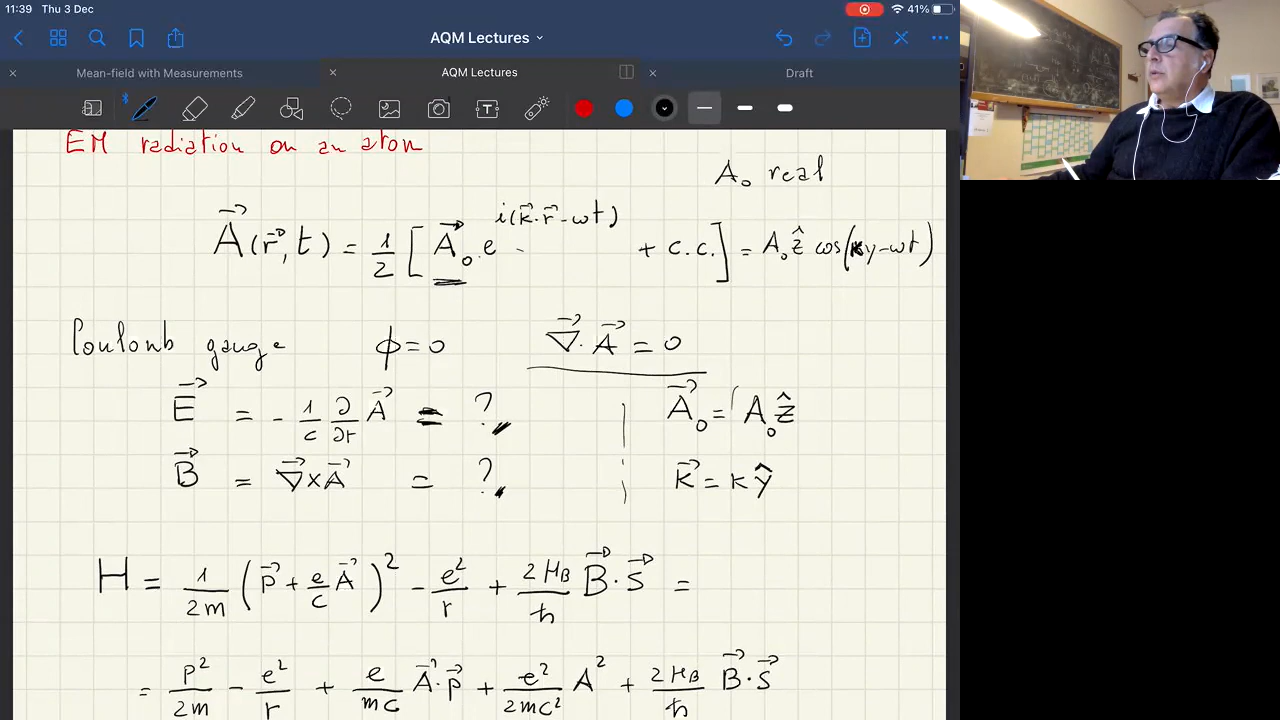 11:39 Thu 3 Dec 41%
AQM Lectures
Mean-field with Measurements AQM Lectures Draft
EM radiation on an atom
A₀ real
A⃗(r⃗,t) = 1/2 [A⃗₀ e^{i(k⃗·r⃗-ωt)} + c.c.] = A₀ ẑ cos(ky-ωt)
Coulomb gauge φ=0 ∇⃗·A⃗ = 0
E⃗ = - 1/c ∂/∂t A⃗ = ? A⃗₀ = A₀ ẑ
B⃗ = ∇⃗×A⃗ = ? k⃗ = k ŷ
H = 1/2m (p⃗ + e/c A⃗)² - e²/r + 2μ_B/ħ B⃗·S⃗ =
= p²/2m - e²/r + e/mc A⃗·p⃗ + e²/2mc² A² + 2μ_B/ħ B⃗·S⃗